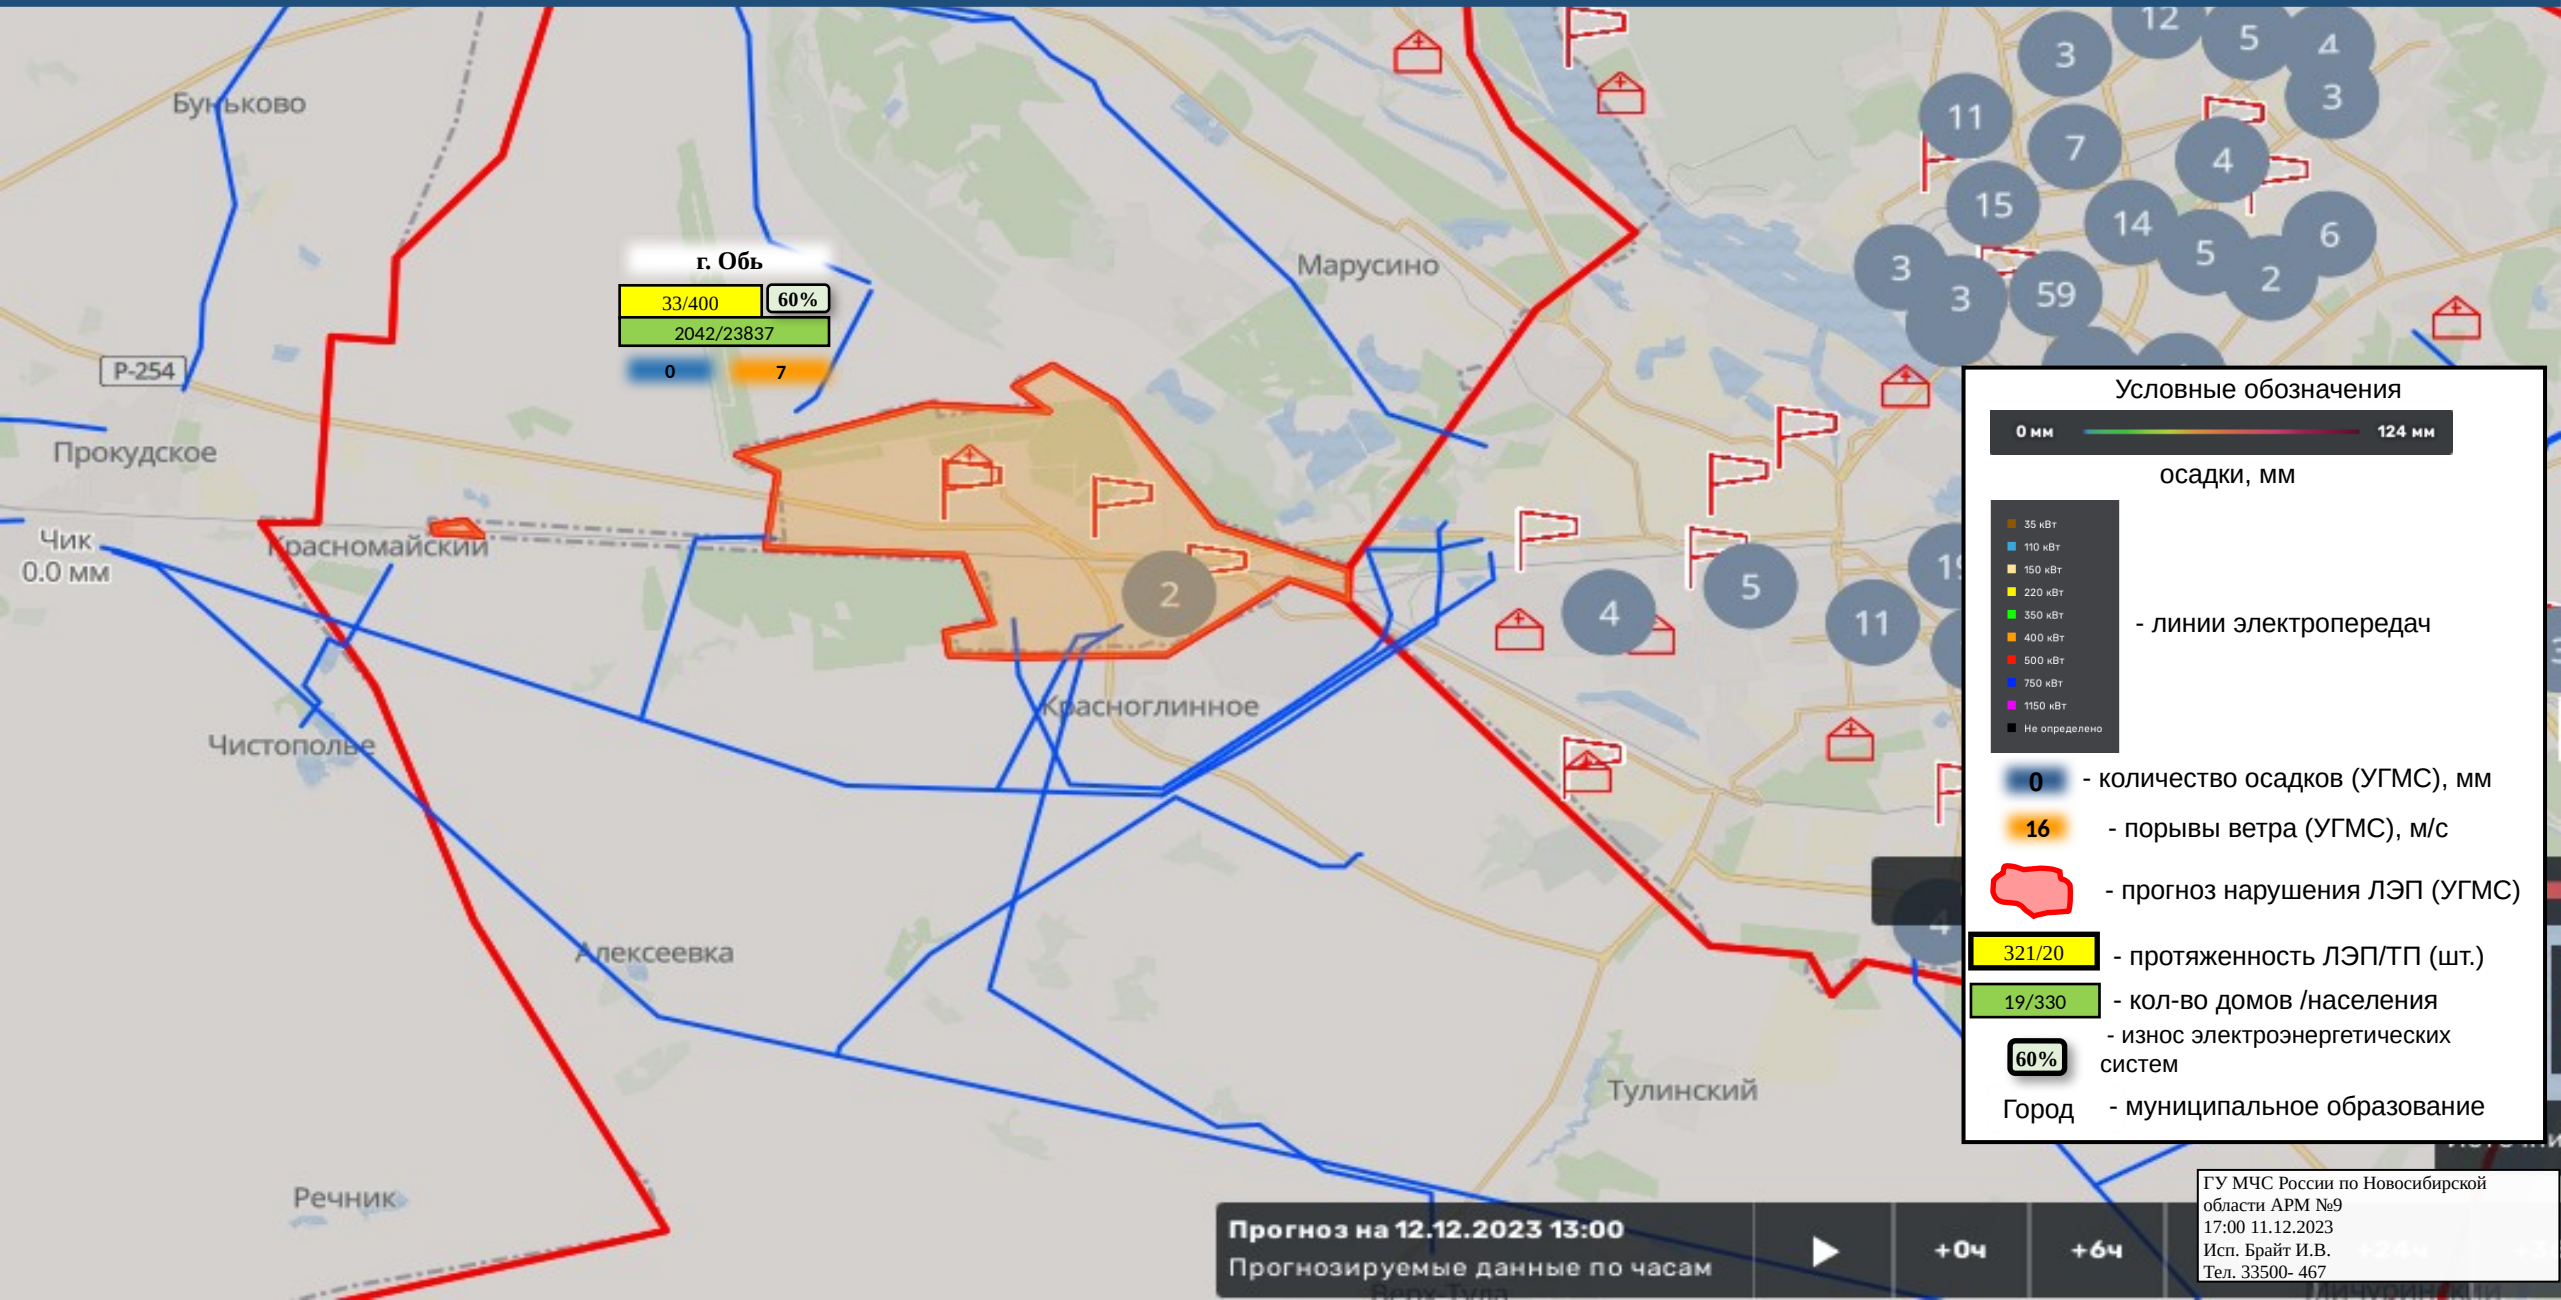 12
5
4
3
3
Буньково
11
7
4
15
14
6
5
г. Обь
Марусино
3
2
33/400
60%
3
59
2042/23837
Р-254
0
7
Условные обозначения
0 мм
124 мм
Прокудское
осадки, мм
35 кВт
Чик
Красномайский
110 кВт
0.0 мм
150 кВт
2
5
220 кВт
4
11
350 кВт
- линии электропередач
400 кВт
500 кВт
750 кВт
Красноглинное
1150 кВт
Не определено
Чистополье
0
- количество осадков (УГМС), мм
16
- порывы ветра (УГМС), м/с
- прогноз нарушения ЛЭП (УГМС)
4
Алексеевка
321/20
- протяженность ЛЭП/ТП (шт.)
19/330
- кол-во домов /населения
60%
- износ электроэнергетических
систем
Тулинский
Город
- муниципальное образование
Речник
Прогноз на 12.12.2023 13:00
Прогнозируемые данные по часам
+0ч
+6ч
ГУ МЧС России по Новосибирской
области АРМ №9
17:00 11.12.2023
Исп. Брайт И.В.
Тел. 33500- 467
Верх-Тула